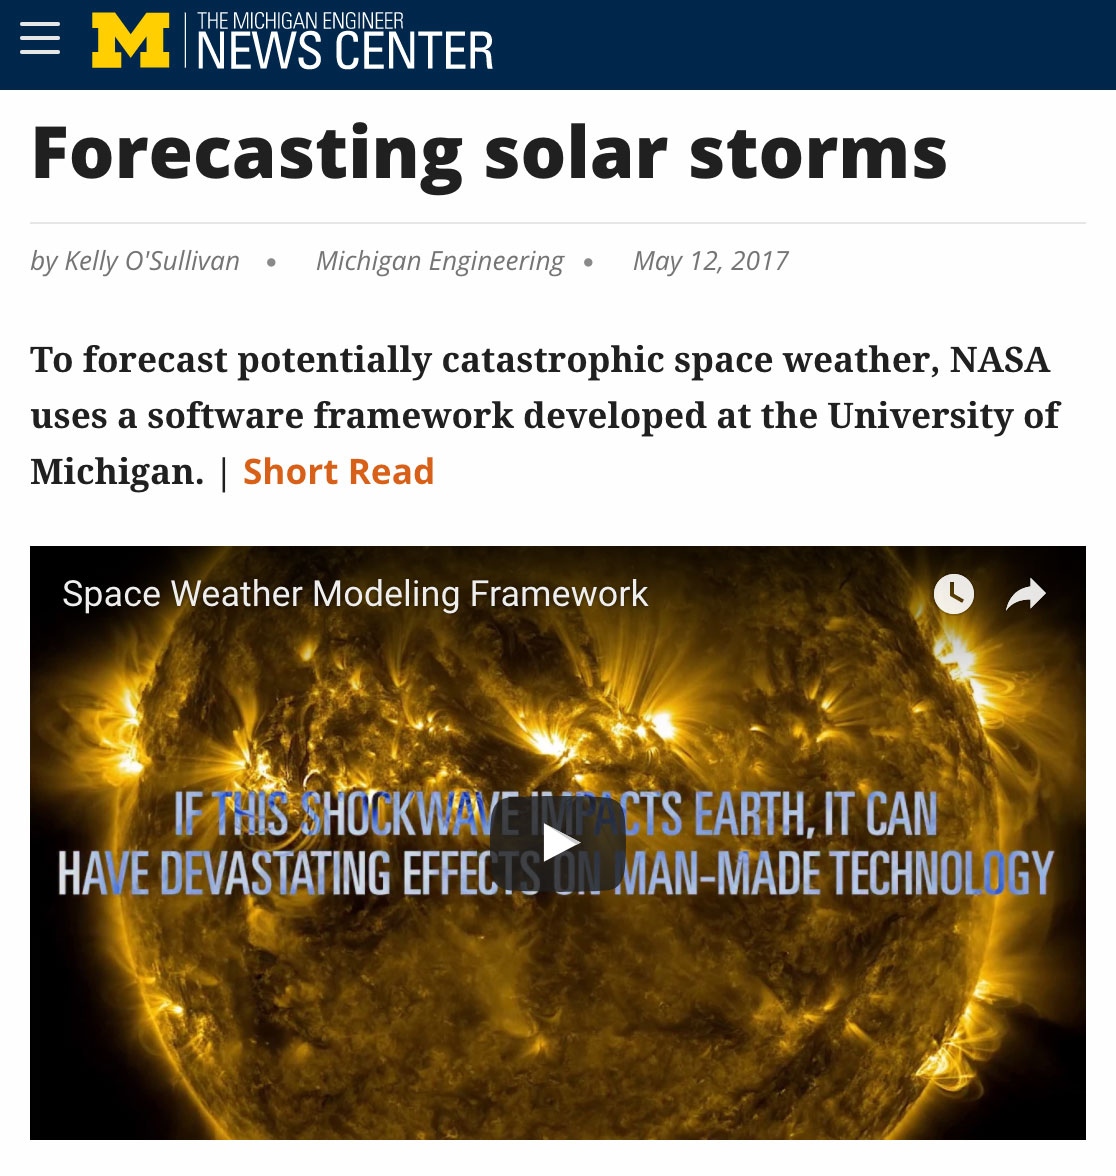 M
THE MICHIGAN ENGINEER
NEWS CENTER
Forecasting solar storms
by Kelly O'Sullivan • Michigan Engineering • May 12, 2017
To forecast potentially catastrophic space weather, NASA
uses a software framework developed at the University of
Michigan. | Short Read
Space Weather Modeling Framework
IF THIS SHOCKWAVE IMPACTS EARTH, IT CAN
HAVE DEVASTATING EFFECTS ON MAN-MADE TECHNOLOGY